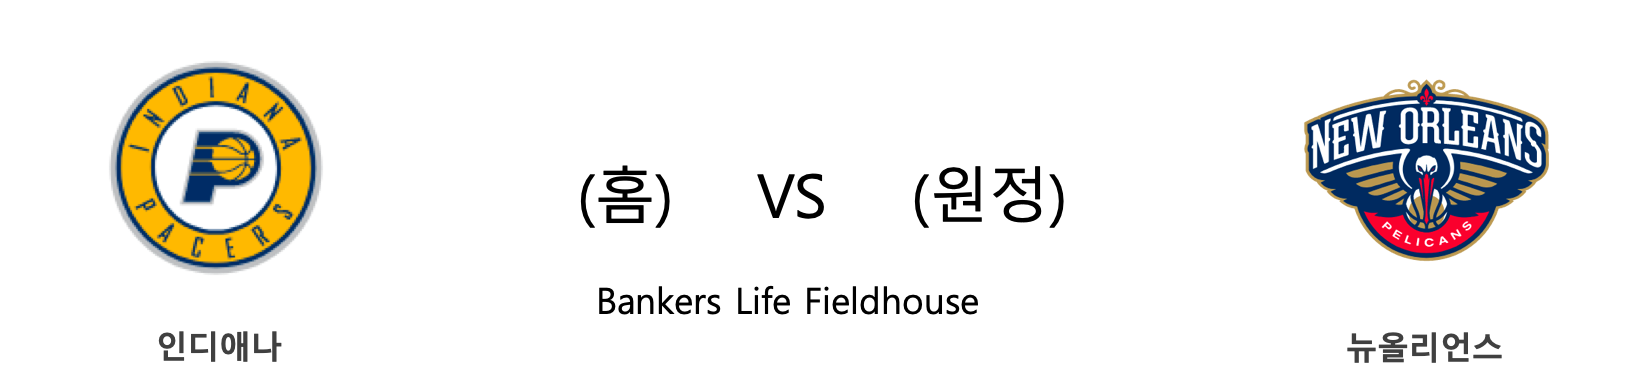 INDIANA
PACERS
NEW ORLEANS
PELICANS
(홈) VS (원정)
Bankers Life Fieldhouse
인디애나
뉴올리언스